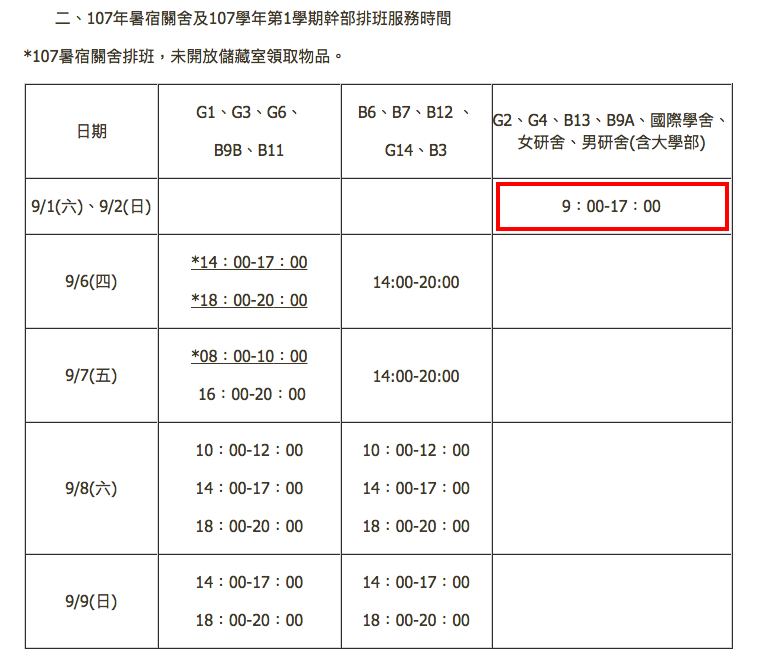 二、107年暑宿關舍及107學年第1學期幹部排班服務時間
*107暑宿關舍排班，未開放儲藏室領取物品。
日期
G1、G3、G6、
B9B、B11
B6、B7、B12 、
G14、B3
G2、G4、B13、B9A、國際學舍、
女研舍、男研舍(含大學部)
9/1(六)、9/2(日)
9：00-17：00
9/6(四)
*14：00-17：00
*18：00-20：00
14:00-20:00
9/7(五)
*08：00-10：00
16：00-20：00
14:00-20:00
9/8(六)
10：00-12：00
14：00-17：00
18：00-20：00
10：00-12：00
14：00-17：00
18：00-20：00
9/9(日)
14：00-17：00
18：00-20：00
14：00-17：00
18：00-20：00